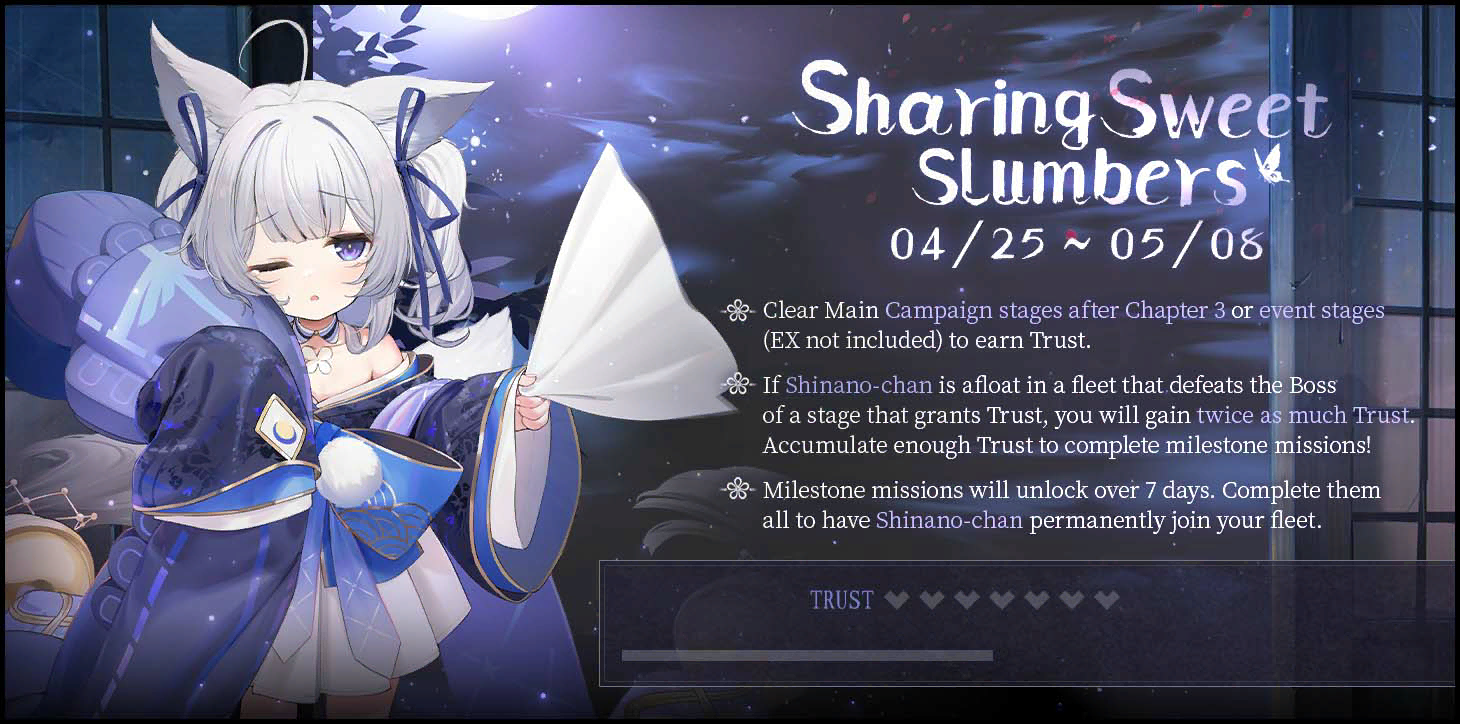 Sharing Sweet
Slumbers
04/25 ~ 05/08
Clear Main Campaign stages after Chapter 3 or event stages
(EX not included) to earn Trust.
If Shinano-chan is afloat in a fleet that defeats the Boss
of a stage that grants Trust, you will gain twice as much Trust.
Accumulate enough Trust to complete milestone missions!
Milestone missions will unlock over 7 days. Complete them
all to have Shinano-chan permanently join your fleet.
TRUST